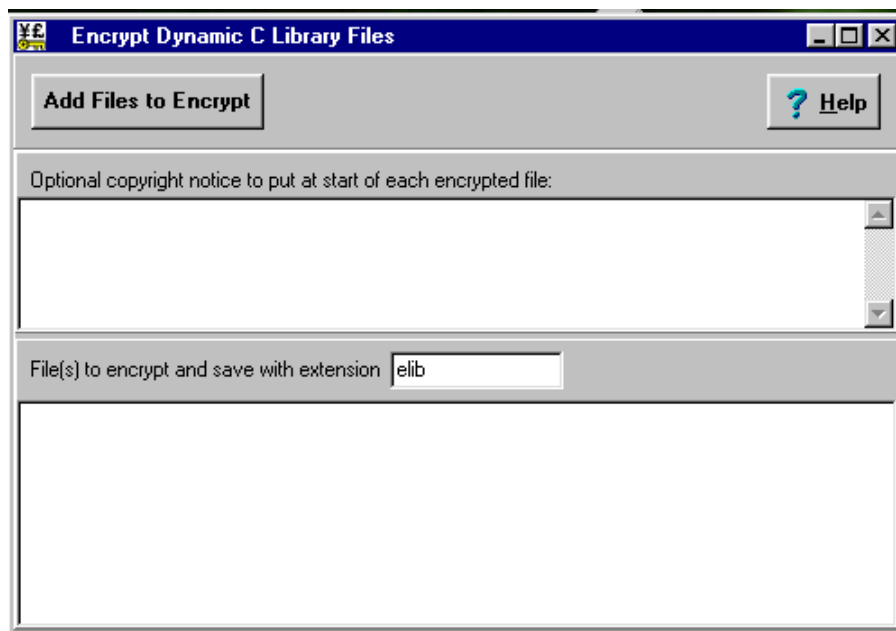 Encrypt Dynamic C Library Files
Add Files to Encrypt
? Help
Optional copyright notice to put at start of each encrypted file:
File(s) to encrypt and save with extension elib